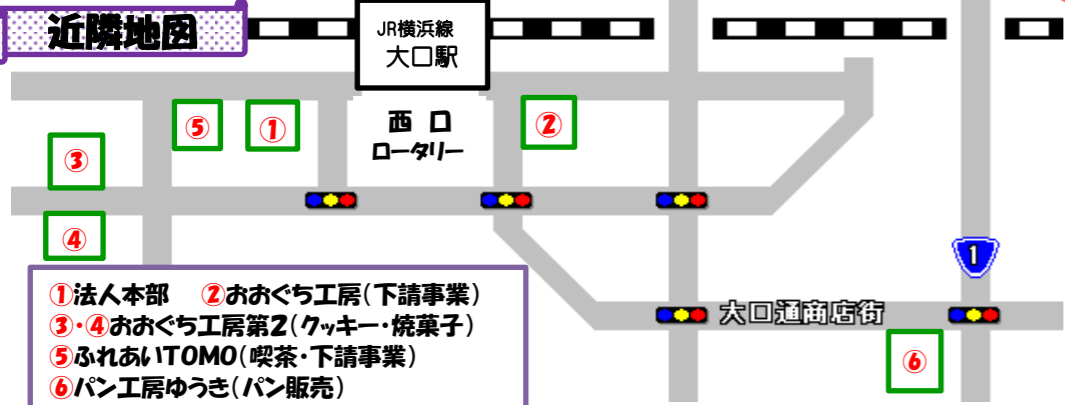 近隣地図
JR横浜線
大口駅
西口
ロータリー
⑤
①
②
③
④
1
大口通商店街
⑥
①法人本部　②おおぐち工房(下請事業)
③・④おおぐち工房第2(クッキー・焼菓子)
⑤ふれあいTOMO(喫茶・下請事業)
⑥パン工房ゆうき(パン販売)